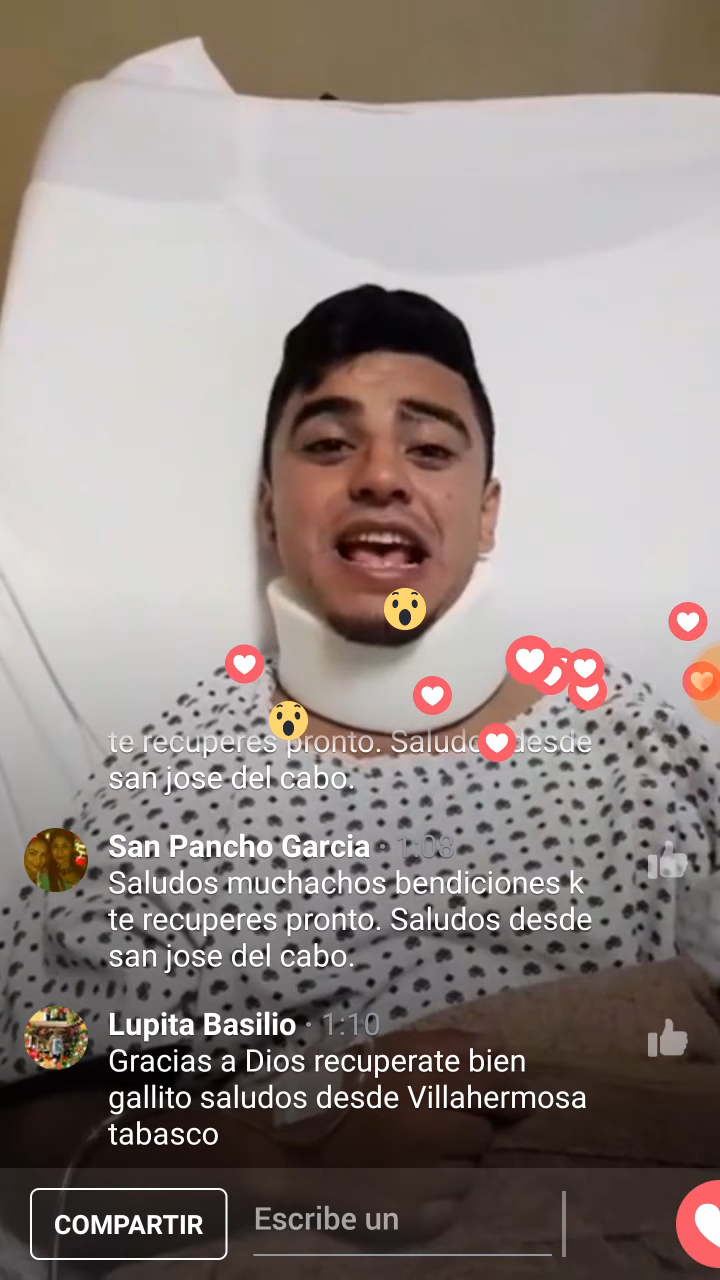 te recuperes pronto. Saludos desde
san jose del cabo.
San Pancho Garcia · 1:08
Saludos muchachos bendiciones k
te recuperes pronto. Saludos desde
san jose del cabo.
Lupita Basilio · 1:10
Gracias a Dios recuperate bien
gallito saludos desde Villahermosa
tabasco
COMPARTIR
Escribe un